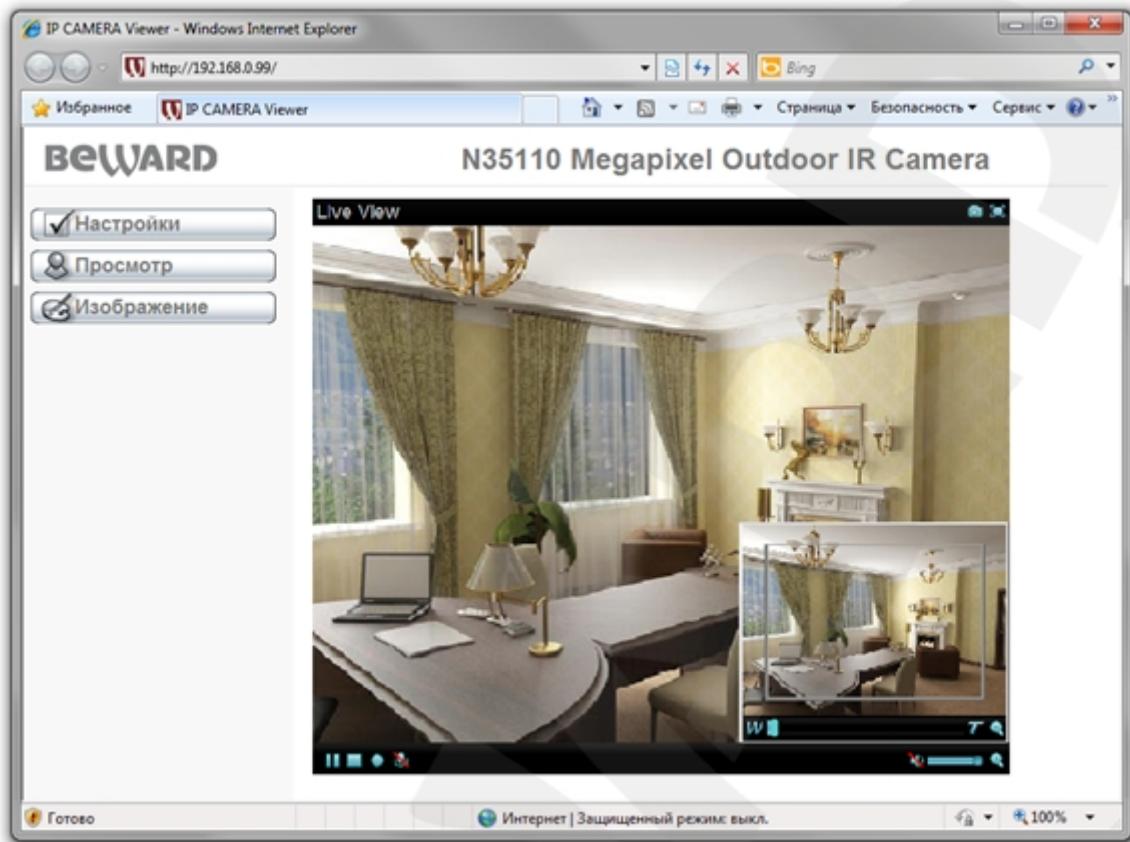 IP CAMERA Viewer - Windows Internet Explorer
http://192.168.0.99/
Bing
Избранное
IP CAMERA Viewer
Страница
Безопасность
Сервис
BEWARD
N35110 Megapixel Outdoor IR Camera
Настройки
Просмотр
Изображение
Live View
W
T
Готово
Интернет | Защищенный режим: выкл.
100%